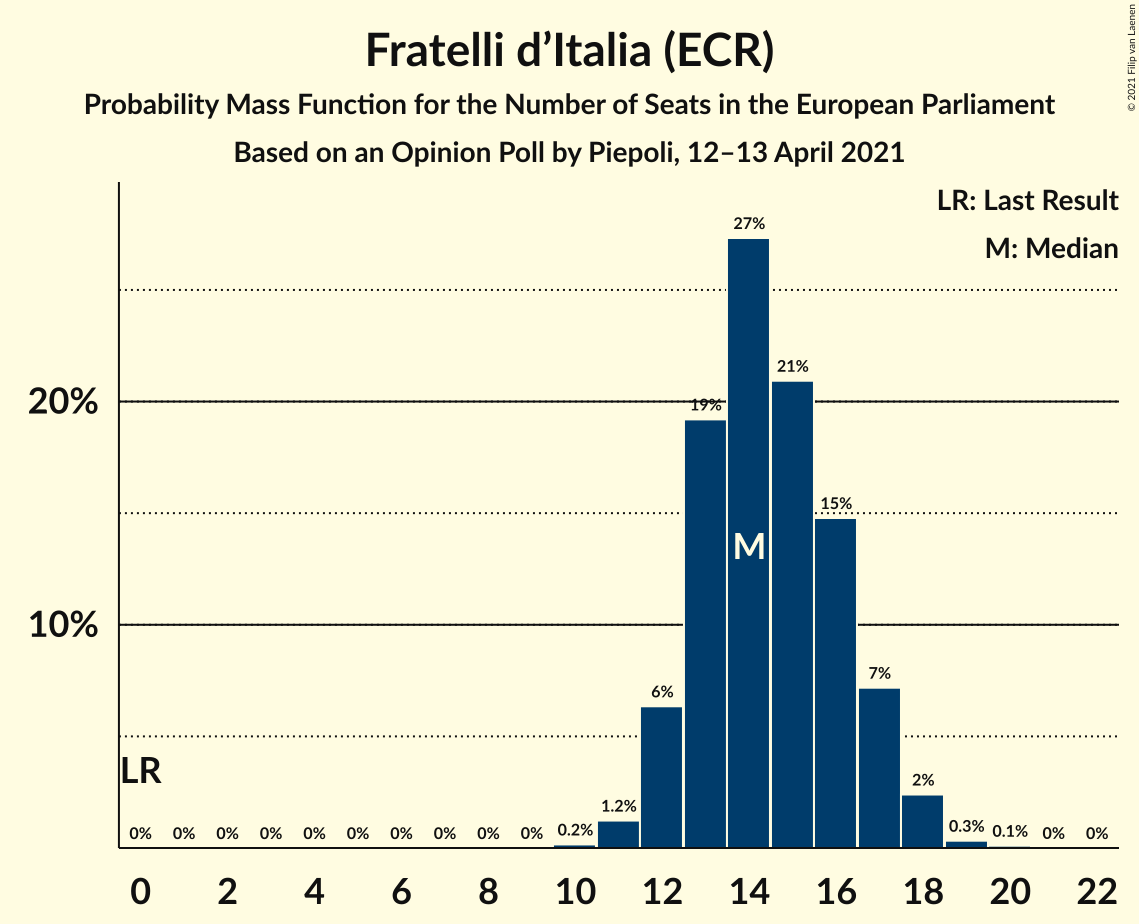 Fratelli d’Italia (ECR)
Probability Mass Function for the Number of Seats in the European Parliament
Based on an Opinion Poll by Piepoli, 12–13 April 2021
© 2021 Filip van Laenen
LR: Last Result
M: Median
27%
21%
20%
19%
15%
M
10%
7%
6%
LR
2%
1.2%
0% 0% 0% 0% 0% 0% 0% 0% 0% 0% 0.2% 0.3% 0.1% 0% 0%
0 2 4 6 8 10 12 14 16 18 20 22